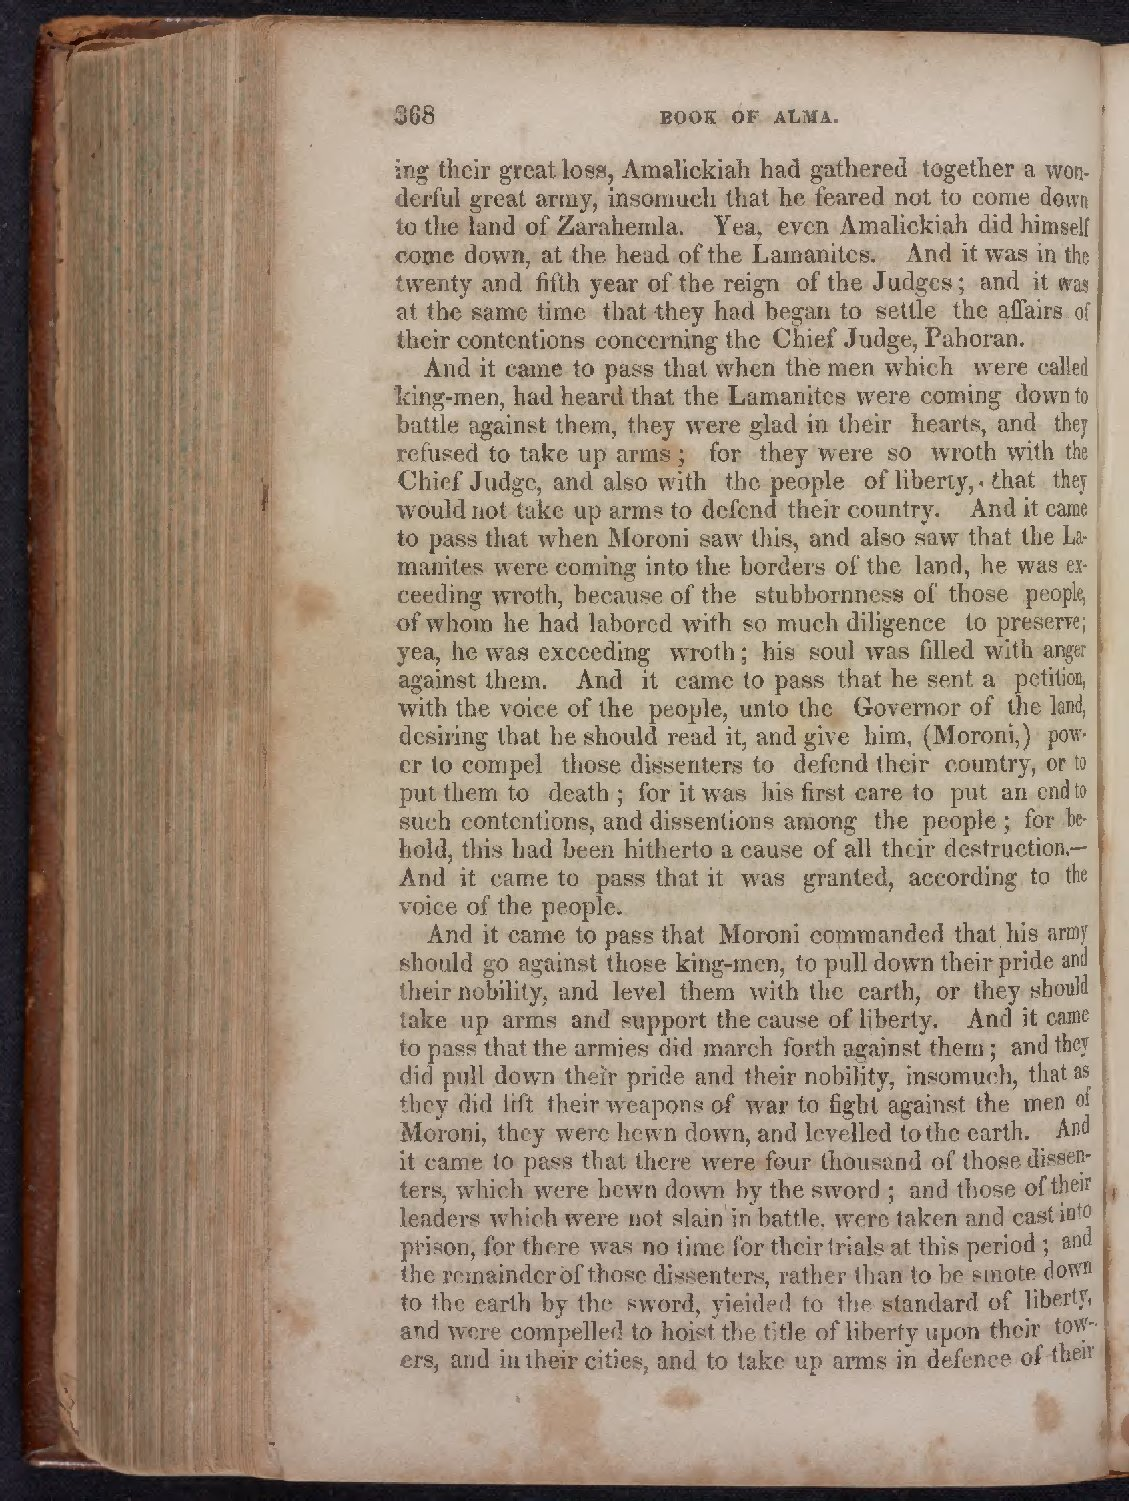 368 BOOK OF ALMA.
ing their great loss, Amalickiah had gathered together a won-
derful great army, insomuch that he feared not to come down
to the land of Zarahemla. Yea, even Amalickiah did himself
come down, at the head of the Lamanites. And it was in the
twenty and fifth year of the reign of the Judges; and it was
at the same time that they had began to settle the affairs of
their contentions concerning the Chief Judge, Pahoran.
And it came to pass that when the men which were called
king-men, had heard that the Lamanites were coming down to
battle against them, they were glad in their hearts, and they
refused to take up arms; for they were so wroth with the
Chief Judge, and also with the people of liberty, that they
would not take up arms to defend their country. And it came
to pass that when Moroni saw this, and also saw that the La-
manites were coming into the borders of the land, he was ex-
ceeding wroth, because of the stubbornness of those people,
of whom he had labored with so much diligence to preserve;
yea, he was exceeding wroth; his soul was filled with anger
against them. And it came to pass that he sent a petition,
with the voice of the people, unto the Governor of the land,
desiring that he should read it, and give him, (Moroni,) pow-
er to compel those dissenters to defend their country, or to
put them to death; for it was his first care to put an end to
such contentions, and dissentions among the people; for be-
hold, this had been hitherto a cause of all their destruction.—
And it came to pass that it was granted, according to the
voice of the people.
And it came to pass that Moroni commanded that his army
should go against those king-men, to pull down their pride and
their nobility, and level them with the earth, or they should
take up arms and support the cause of liberty. And it came
to pass that the armies did march forth against them; and they
did pull down their pride and their nobility, insomuch, that as
they did lift their weapons of war to fight against the men of
Moroni, they were hewn down, and levelled to the earth. And
it came to pass that there were four thousand of those dissen-
ters, which were hewn down by the sword; and those of their
leaders which were not slain in battle, were taken and cast into
prison, for there was no time for their trials at this period; and
the remainder of those dissenters, rather than to be smote down
to the earth by the sword, yieided to the standard of liberty,
and were compelled to hoist the title of liberty upon their tow-
ers, and in their cities, and to take up arms in defence of their